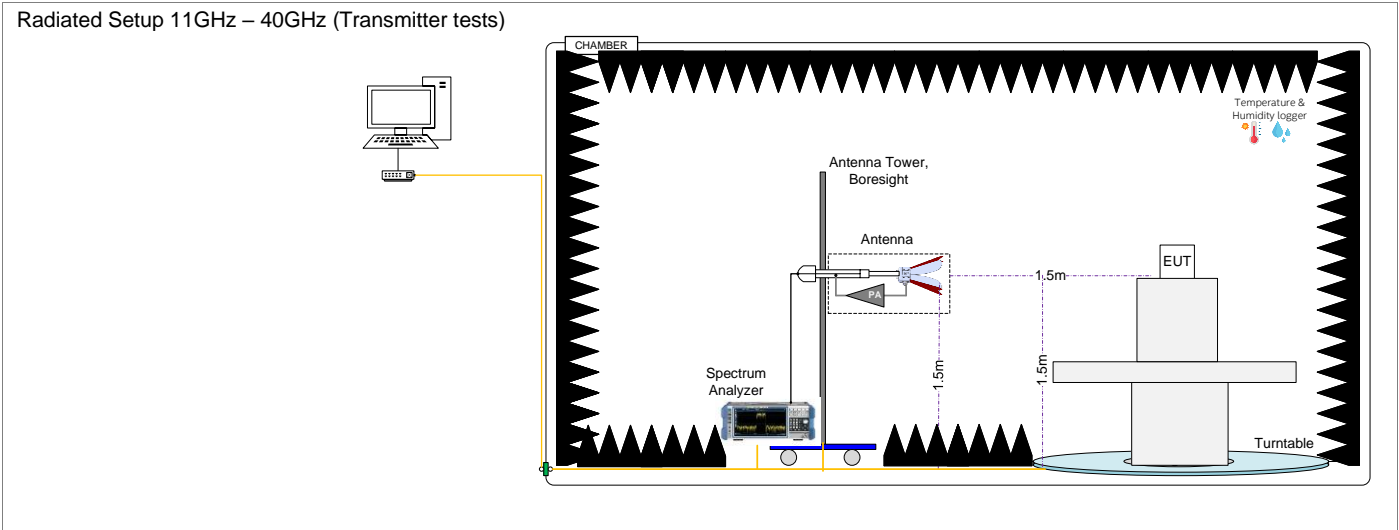 Radiated Setup 11GHz – 40GHz (Transmitter tests)
CHAMBER
Temperature &
Humidity logger
Antenna Tower,
Boresight
Antenna
EUT
1.5m
PA
1.5m
1.5m
Spectrum
Analyzer
Turntable